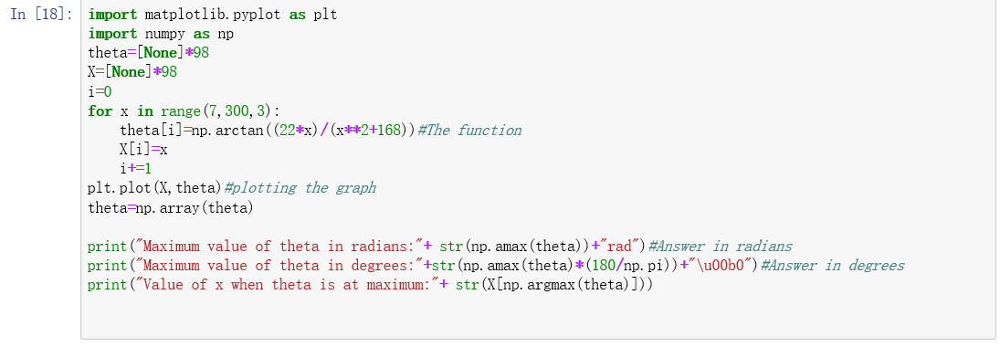 In [18]: import matplotlib.pyplot as plt
import numpy as np
theta=[None]*98
X=[None]*98
i=0
for x in range(7,300,3):
    theta[i]=np.arctan((22*x)/(x**2+168))#The function
    X[i]=x
    i+=1
plt.plot(X,theta)#plotting the graph
theta=np.array(theta)
print("Maximum value of theta in radians:"+ str(np.amax(theta))+"rad")#Answer in radians
print("Maximum value of theta in degrees:"+str(np.amax(theta)*(180/np.pi))+"\u00b0")#Answer in degrees
print("Value of x when theta is at maximum:"+ str(X[np.argmax(theta)]))